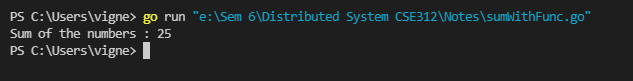 PS C:\Users\vigne> go run "e:\Sem 6\Distributed System CSE312\Notes\sumWithFunc.go"
Sum of the numbers : 25
PS C:\Users\vigne>